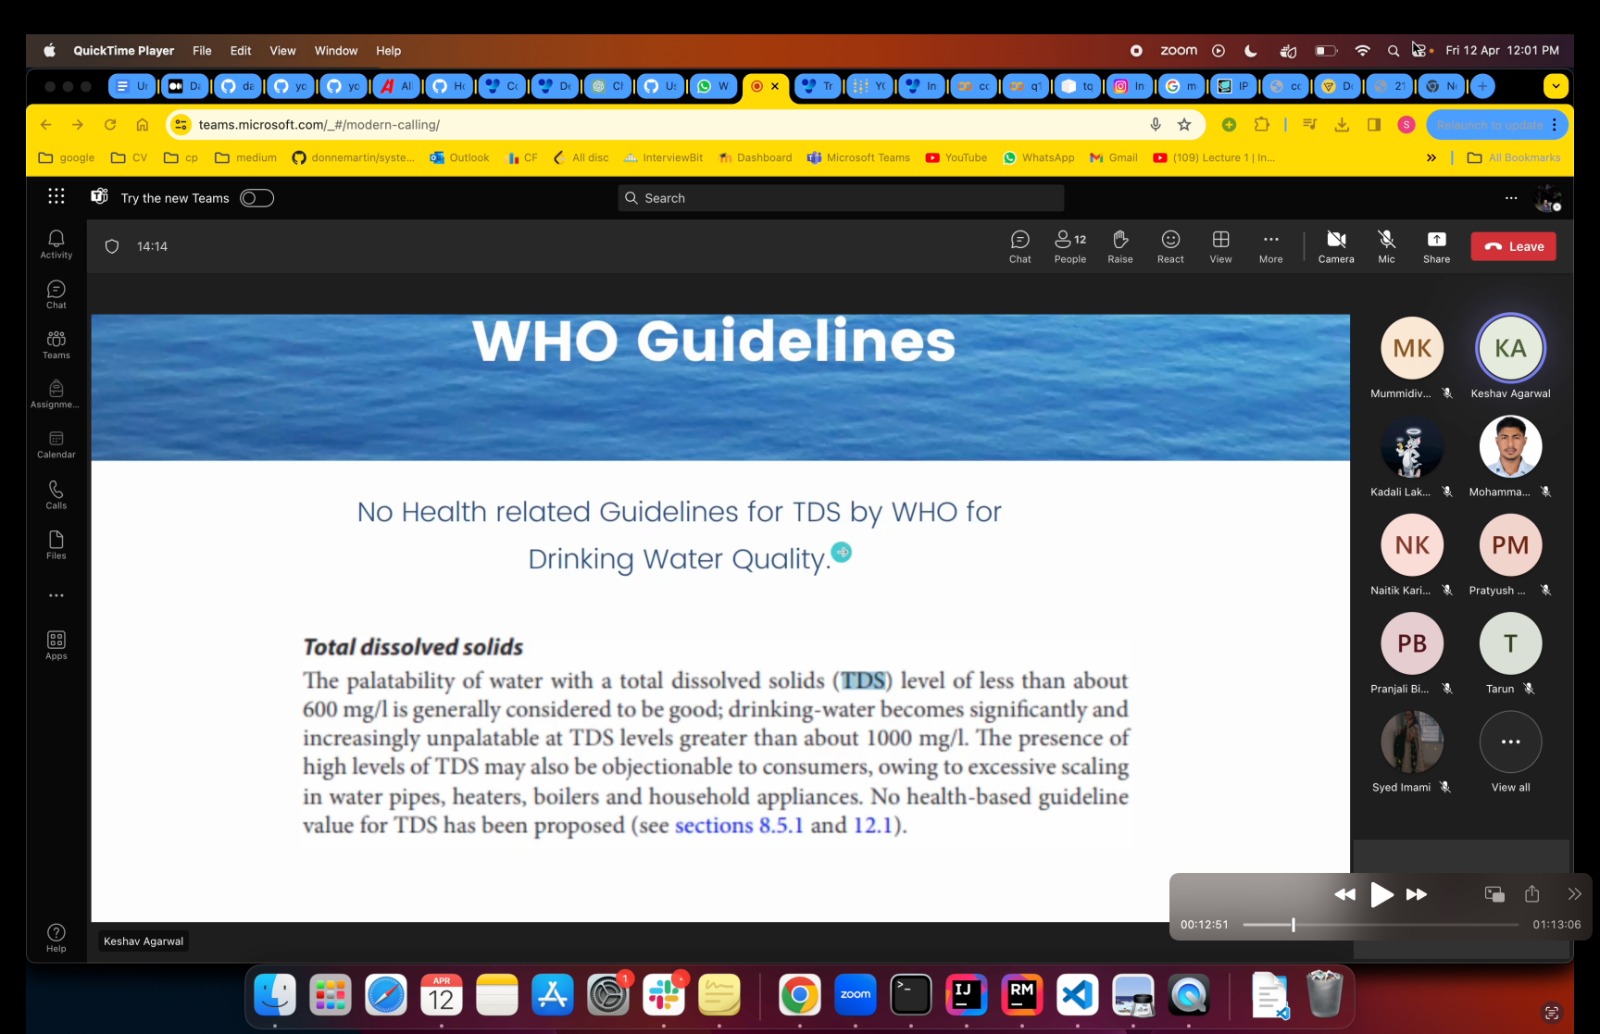 QuickTime Player File Edit View Window Help
zoom Fri 12 Apr 12:01 PM
teams.microsoft.com/_#/modern-calling/
S Relaunch to update
google CV cp medium donnemartin/syste... Outlook CF All disc InterviewBit Dashboard Microsoft Teams YouTube WhatsApp Gmail (109) Lecture 1 | In... » All Bookmarks
Try the new Teams
Search
14:14
12
Chat People Raise React View More Camera Mic Share Leave
Activity
Chat
Teams
Assignme...
Calendar
Calls
Files
Apps
Help
WHO Guidelines
No Health related Guidelines for TDS by WHO for
Drinking Water Quality.
Total dissolved solids
The palatability of water with a total dissolved solids (TDS) level of less than about
600 mg/l is generally considered to be good; drinking-water becomes significantly and
increasingly unpalatable at TDS levels greater than about 1000 mg/l. The presence of
high levels of TDS may also be objectionable to consumers, owing to excessive scaling
in water pipes, heaters, boilers and household appliances. No health-based guideline
value for TDS has been proposed (see sections 8.5.1 and 12.1).
Keshav Agarwal
MK KA
Mummidiv... Keshav Agarwal
Kadali Lak... Mohamma...
NK PM
Naitik Kari... Pratyush ...
PB T
Pranjali Bi... Tarun
Syed Imami View all
00:12:51 01:13:06
APR
12
1
zoom
IJ
RM